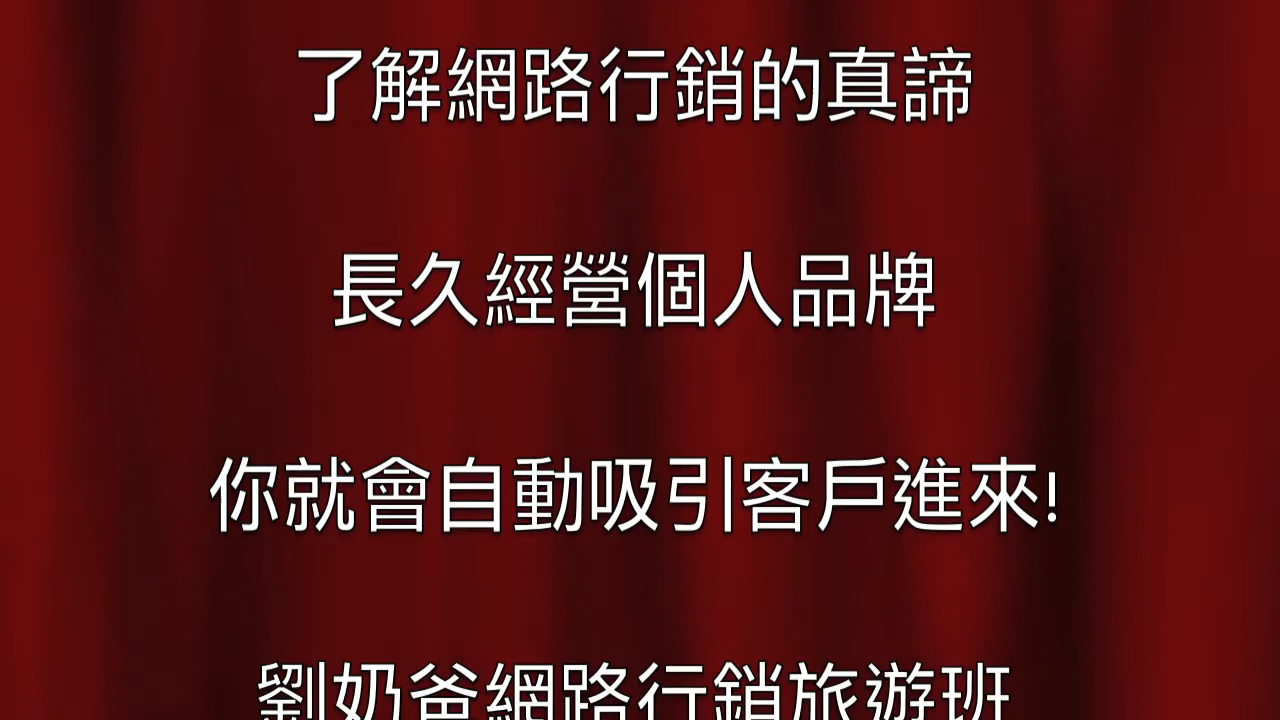 了解網路行銷的真諦
長久經營個人品牌
你就會自動吸引客戶進來!
劉奶爸網路行銷旅遊班